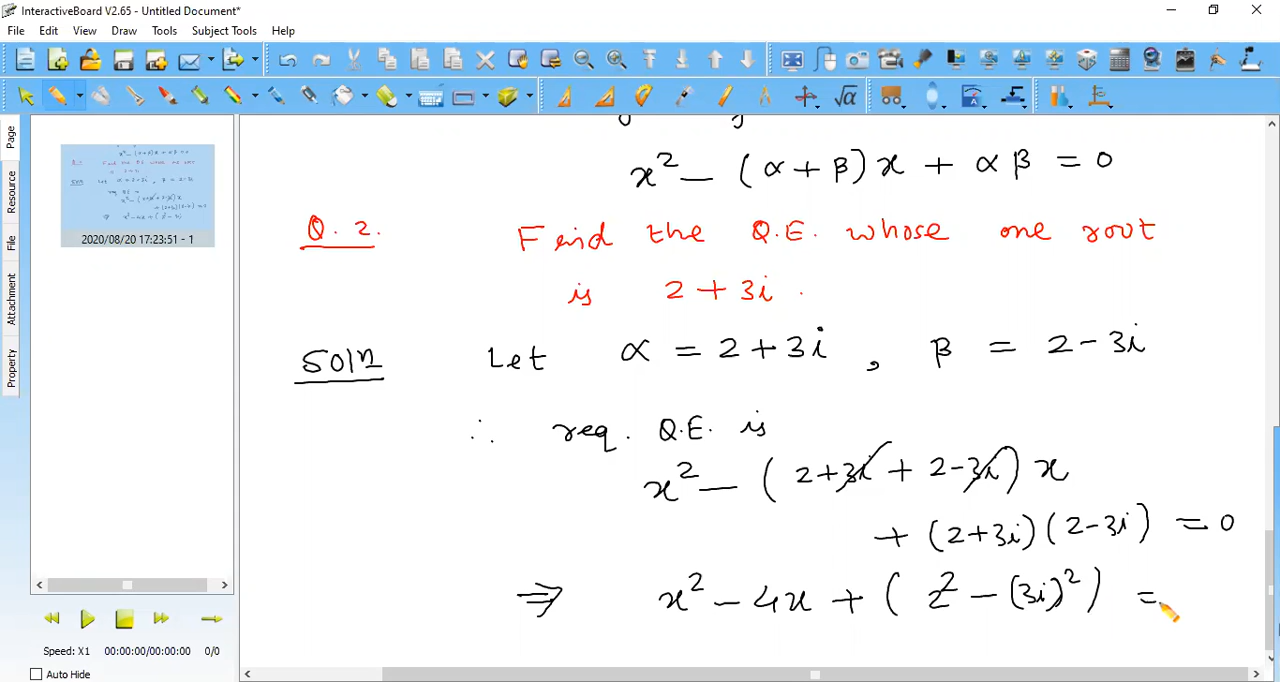 InteractiveBoard V2.65 - Untitled Document*
File Edit View Draw Tools Subject Tools Help
Page
Resource
File
Attachment
Property
2020/08/20 17:23:51 - 1
Speed: X1 00:00:00/00:00:00 0/0
Auto Hide
x² - (α + β) x + αβ = 0
Q. 2. Find the Q.E. whose one root
is 2 + 3i .
Soln Let α = 2 + 3i , β = 2 - 3i
∴ req. Q.E. is
x² - ( 2+3i + 2-3i ) x
+ (2+3i) (2-3i) = 0
⇒ x² - 4x + ( 2² - (3i)² ) =